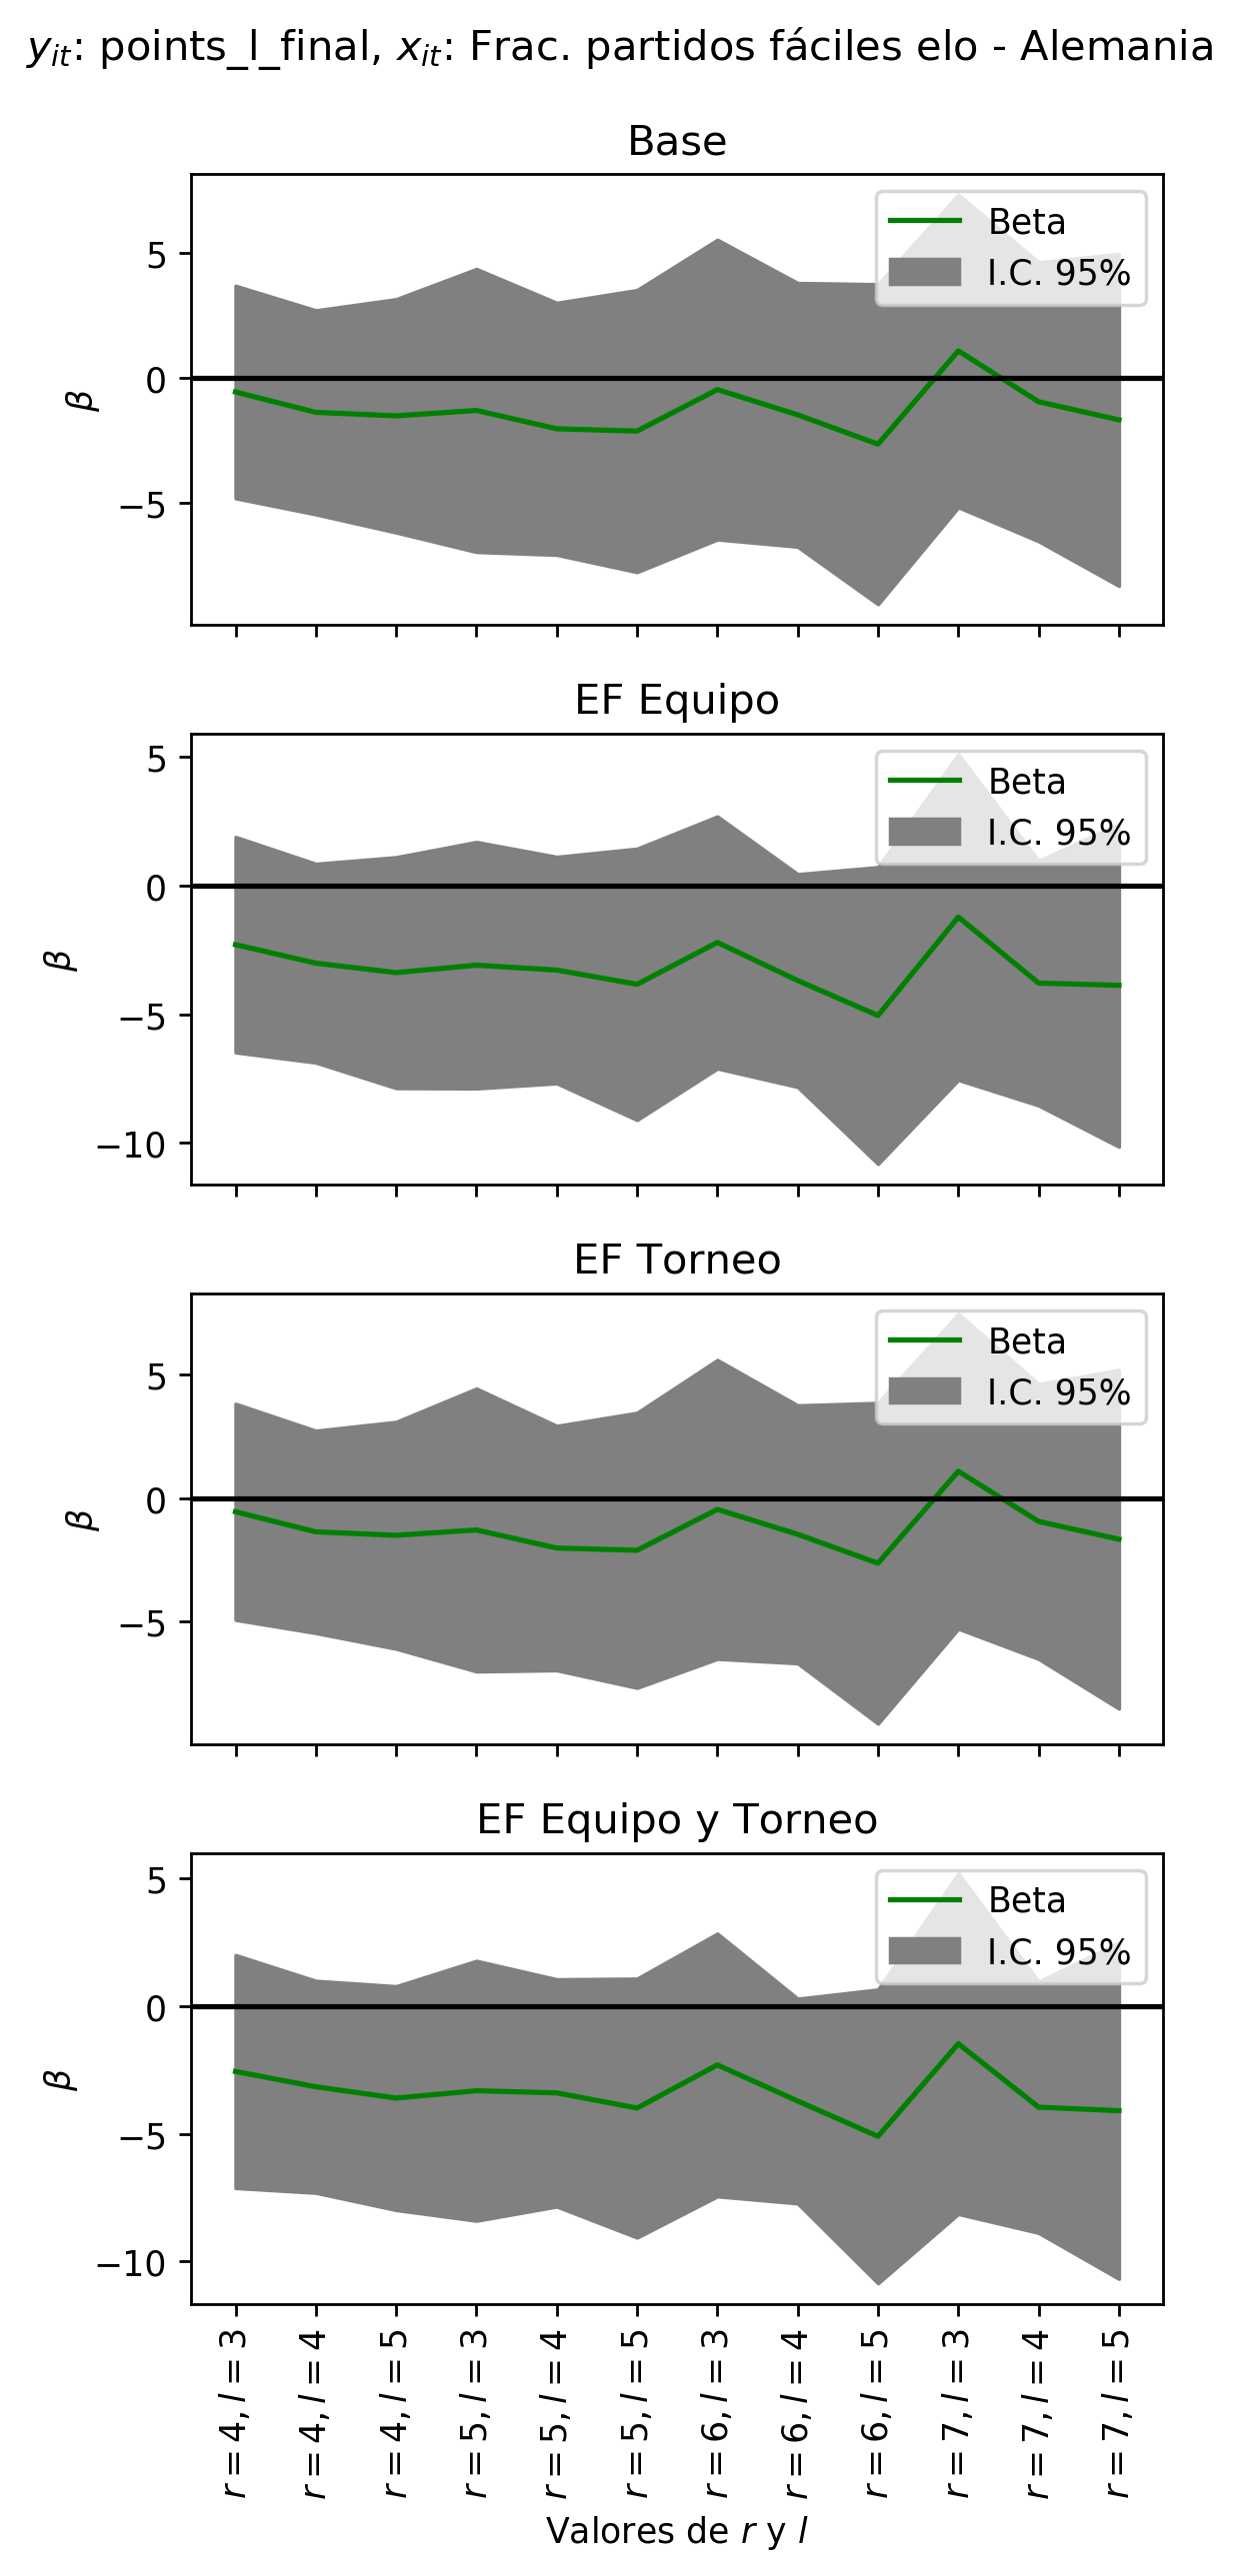 y_it: points_l_final, x_it: Frac. partidos fáciles elo - Alemania
Base
Beta
I.C. 95%
5
0
−5
β
EF Equipo
Beta
I.C. 95%
5
0
−5
−10
β
EF Torneo
Beta
I.C. 95%
5
0
−5
β
EF Equipo y Torneo
Beta
I.C. 95%
5
0
−5
−10
β
r = 4, l = 3
r = 4, l = 4
r = 4, l = 5
r = 5, l = 3
r = 5, l = 4
r = 5, l = 5
r = 6, l = 3
r = 6, l = 4
r = 6, l = 5
r = 7, l = 3
r = 7, l = 4
r = 7, l = 5
Valores de r y l